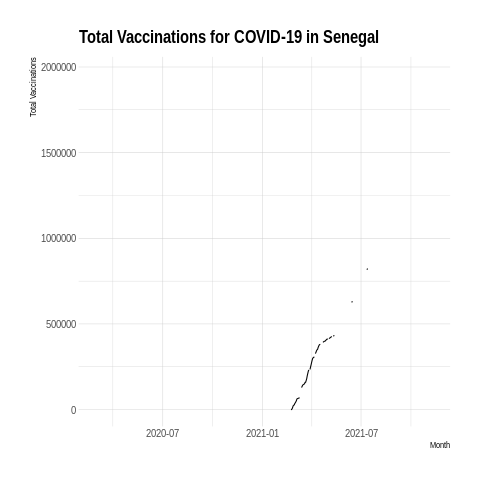 Total Vaccinations for COVID-19 in Senegal
Total Vaccinations
2000000
1500000
1000000
500000
0
2020-07 2021-01 2021-07
Month